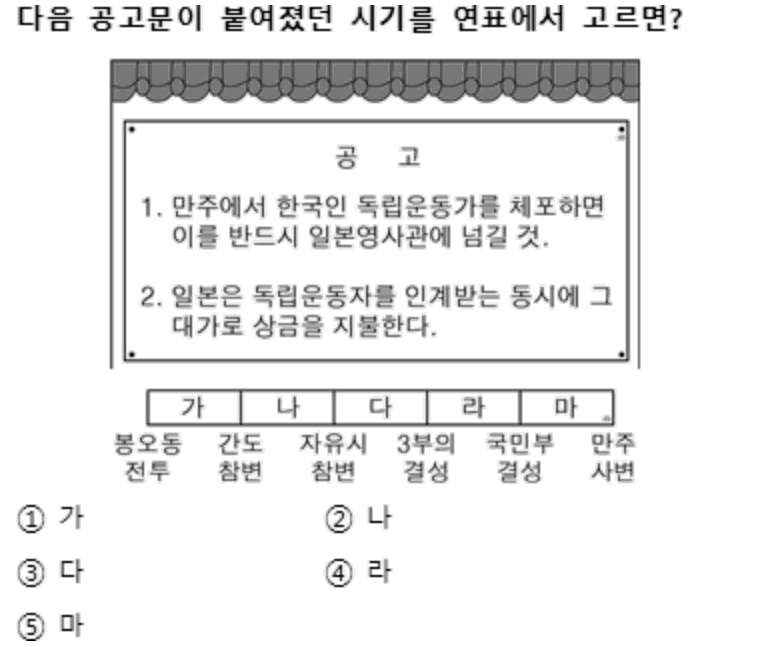 다음 공고문이 붙여졌던 시기를 연표에서 고르면?
공 고
1. 만주에서 한국인 독립운동가를 체포하면
이를 반드시 일본영사관에 넘길 것.
2. 일본은 독립운동자를 인계받는 동시에 그
대가로 상금을 지불한다.
가 나 다 라 마
봉오동 간도 자유시 3부의 국민부 만주
전투 참변 참변 결성 결성 사변
① 가 ② 나
③ 다 ④ 라
⑤ 마